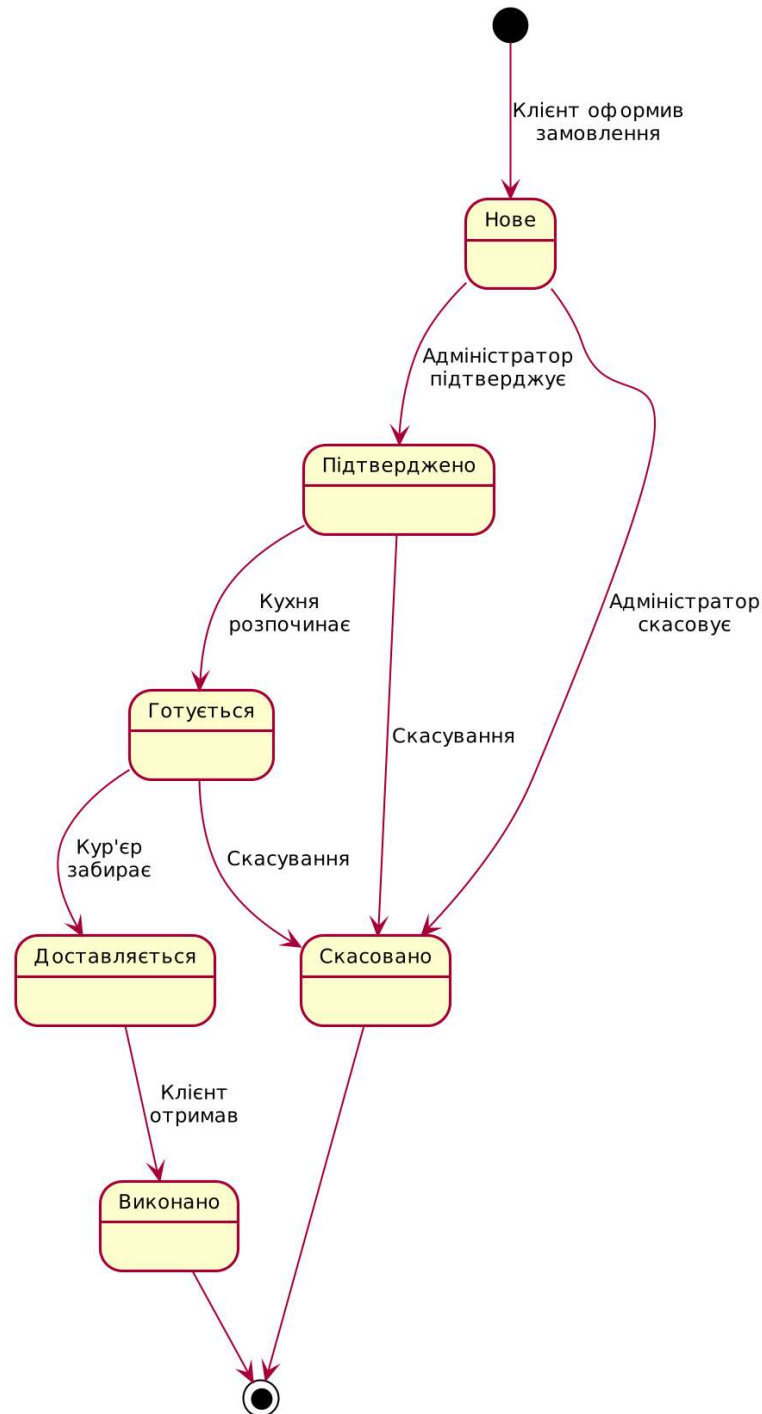 Клієнт оформив
замовлення
Нове
Адміністратор
підтверджує
Підтверджено
Кухня
розпочинає
Адміністратор
скасовує
Готується
Скасування
Кур'єр
забирає
Скасування
Доставляється
Скасовано
Клієнт
отримав
Виконано